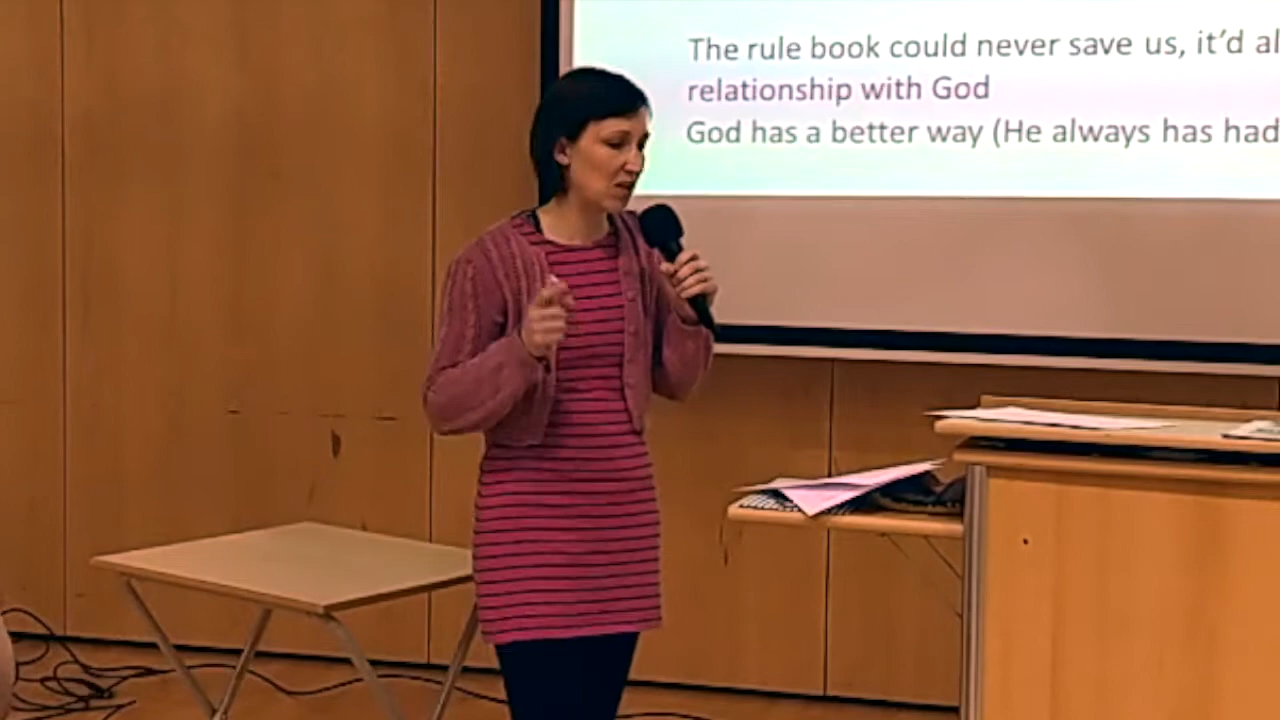 The rule book could never save us, it'd al
relationship with God
God has a better way (He always has had